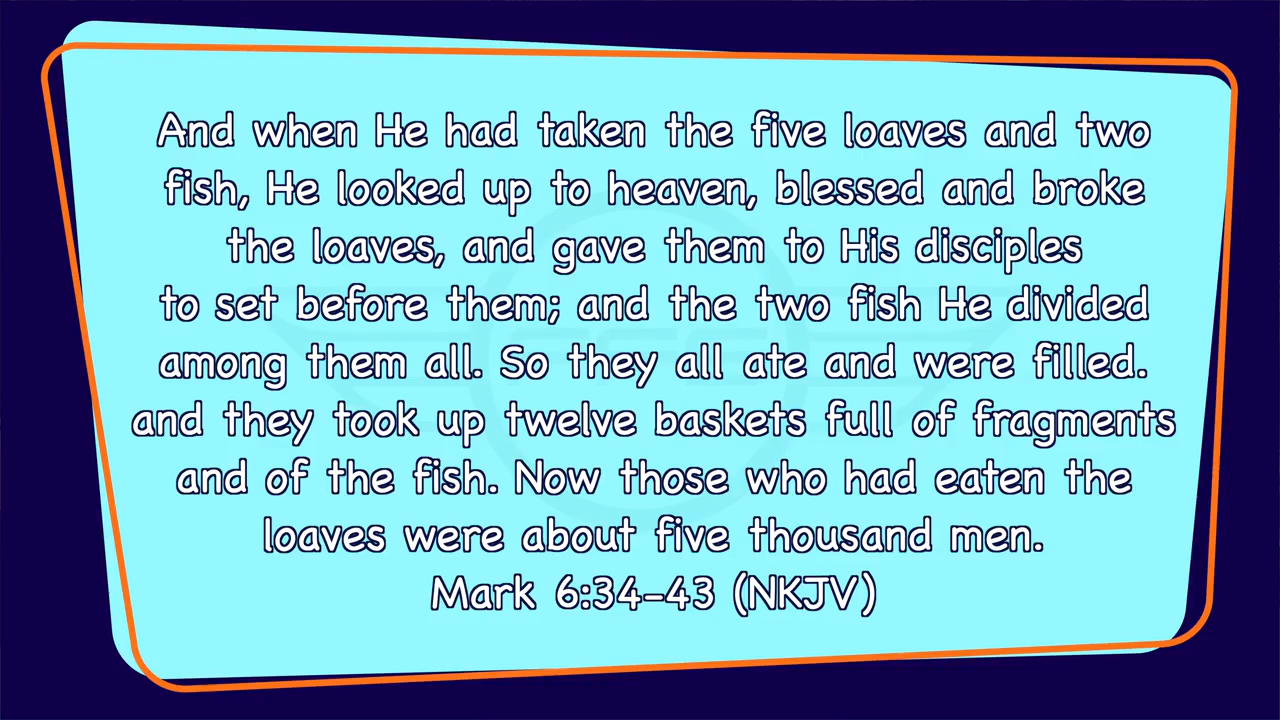 And when He had taken the five loaves and two
fish, He looked up to heaven, blessed and broke
the loaves, and gave them to His disciples
to set before them; and the two fish He divided
among them all. So they all ate and were filled.
and they took up twelve baskets full of fragments
and of the fish. Now those who had eaten the
loaves were about five thousand men.
Mark 6:34-43 (NKJV)